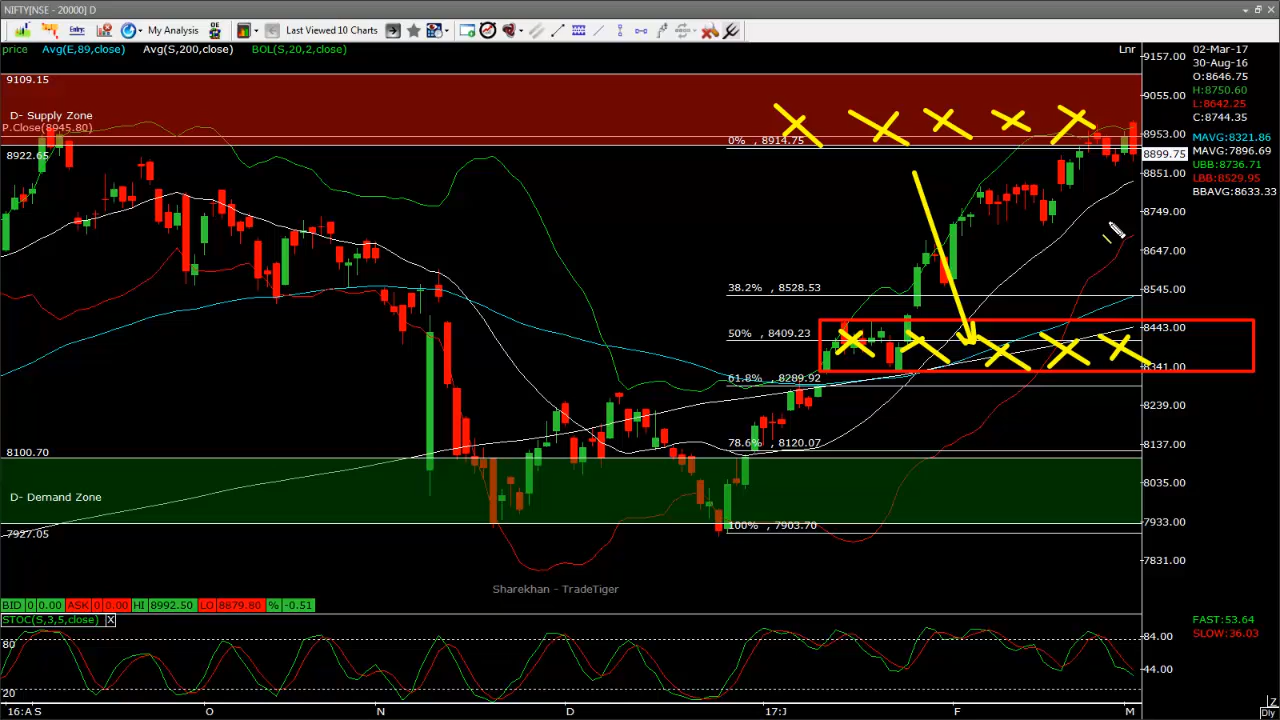 NIFTY[NSE - 20000] D
My Analysis
Last Viewed 10 Charts
price Avg(E,89,close) Avg(S,200,close) BOL(S,20,2,close)
Lnr
02-Mar-17
30-Aug-16
O:8646.75
H:8750.60
L:8642.25
C:8744.35
MAVG:8321.86
MAVG:7896.69
UBB:8736.71
LBB:8529.95
BBAVG:8633.33
9157.00
9055.00
8953.00
8899.75
8851.00
8749.00
8647.00
8545.00
8443.00
8341.00
8239.00
8137.00
8035.00
7933.00
7831.00
9109.15
D- Supply Zone
P.Close(8945.80)
8922.65
0% , 8914.75
38.2% , 8528.53
50% , 8409.23
61.8% , 8289.92
78.6% , 8120.07
100% , 7903.70
8100.70
D- Demand Zone
7927.05
Sharekhan - TradeTiger
BID 0 0.00 ASK 0 0.00 HI 8992.50 LO 8879.80 % -0.51
STOC(S,3,5,close) X
80
20
84.00
44.00
FAST:53.64
SLOW:36.03
16:A S O N D 17:J F M
Z
Dly